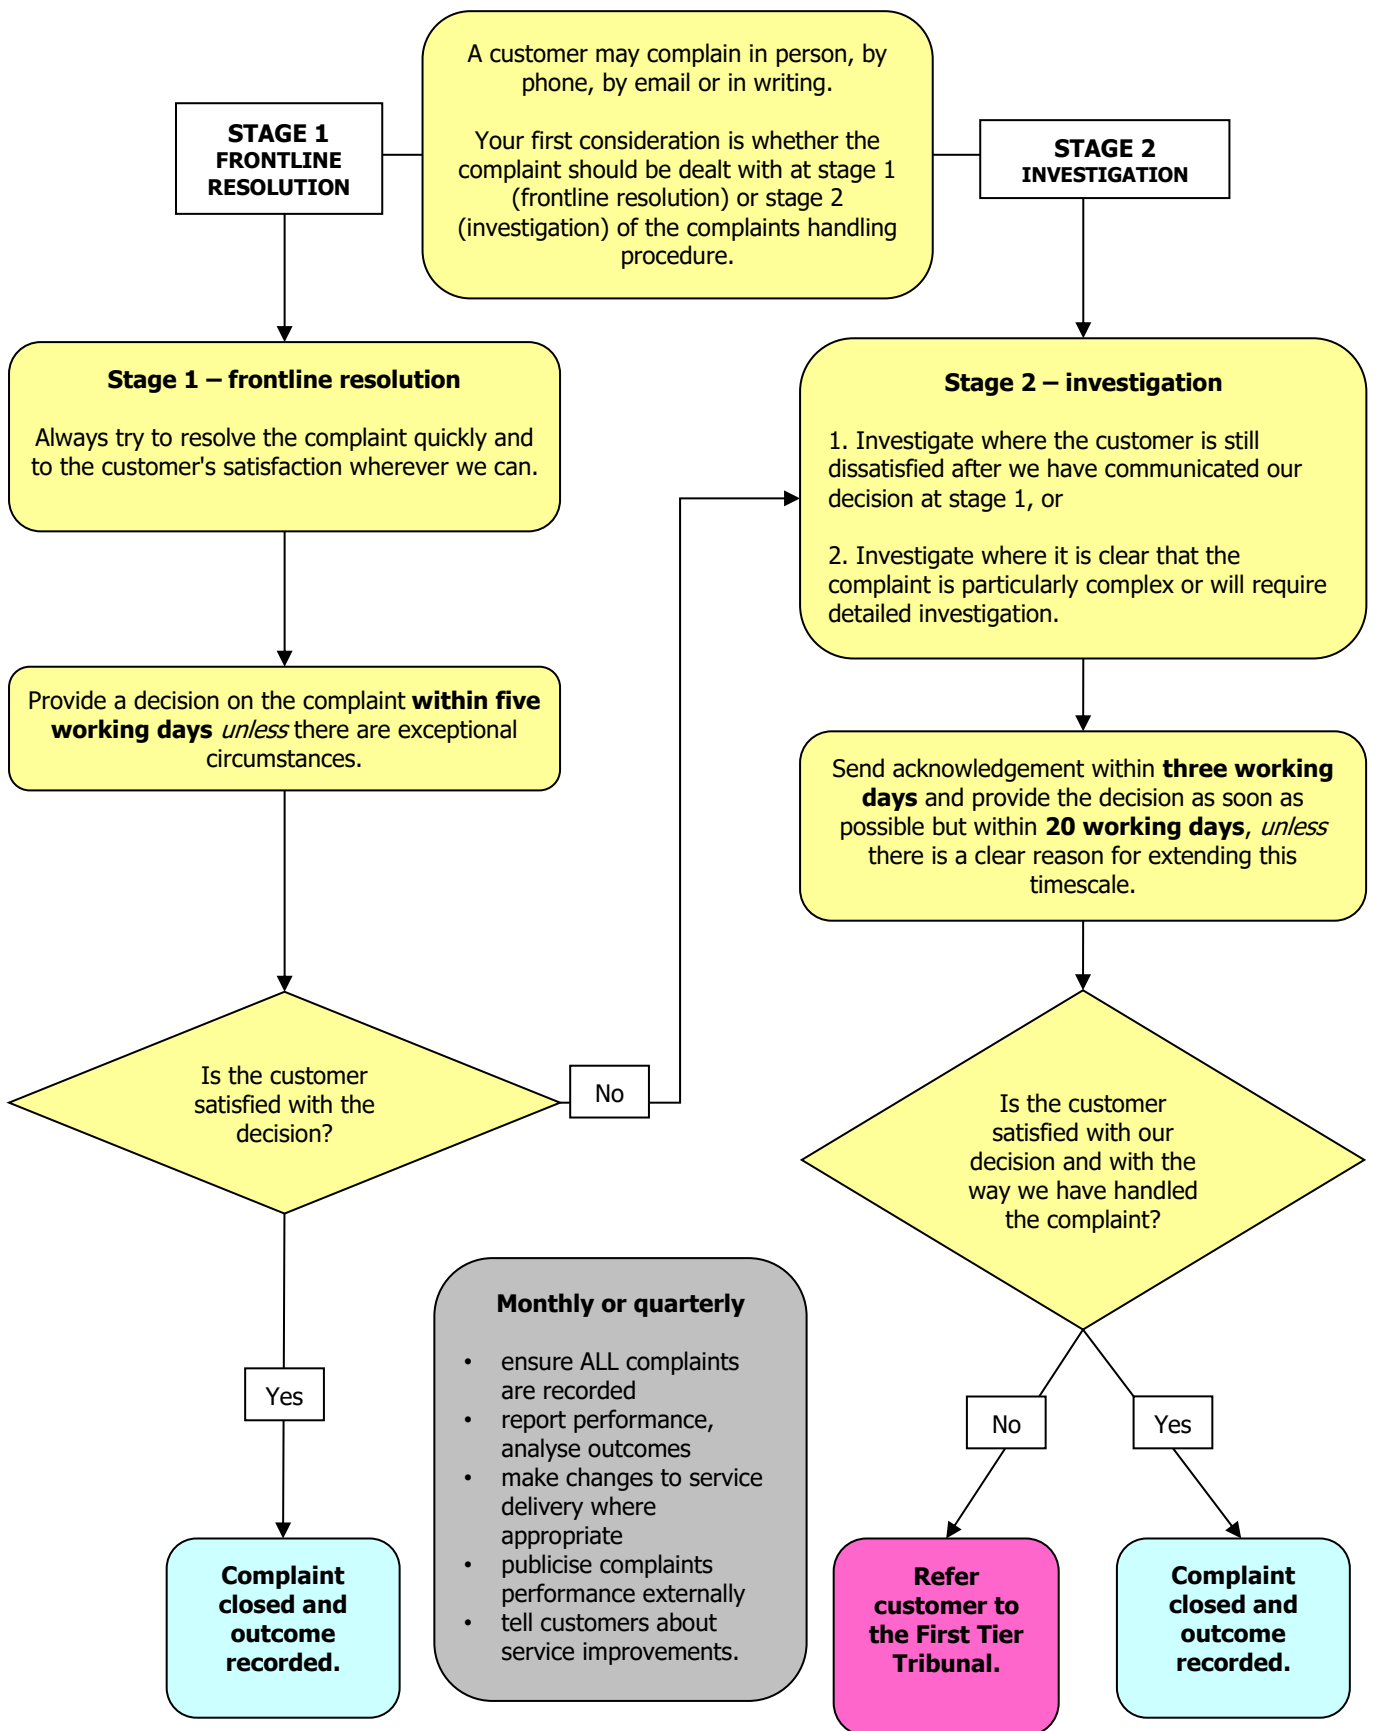 A customer may complain in person, by
phone, by email or in writing.
Your first consideration is whether the
complaint should be dealt with at stage 1
(frontline resolution) or stage 2
(investigation) of the complaints handling
procedure.
STAGE 1
FRONTLINE
RESOLUTION
STAGE 2
INVESTIGATION
Stage 1 – frontline resolution
Always try to resolve the complaint quickly and
to the customer's satisfaction wherever we can.
Provide a decision on the complaint within five
working days unless there are exceptional
circumstances.
Is the customer
satisfied with the
decision?
No
Yes
Complaint
closed and
outcome
recorded.
Stage 2 – investigation
1. Investigate where the customer is still
dissatisfied after we have communicated our
decision at stage 1, or
2. Investigate where it is clear that the
complaint is particularly complex or will require
detailed investigation.
Send acknowledgement within three working
days and provide the decision as soon as
possible but within 20 working days, unless
there is a clear reason for extending this
timescale.
Is the customer
satisfied with our
decision and with the
way we have handled
the complaint?
No
Yes
Refer
customer to
the First Tier
Tribunal.
Complaint
closed and
outcome
recorded.
Monthly or quarterly
• ensure ALL complaints
are recorded
• report performance,
analyse outcomes
• make changes to service
delivery where
appropriate
• publicise complaints
performance externally
• tell customers about
service improvements.